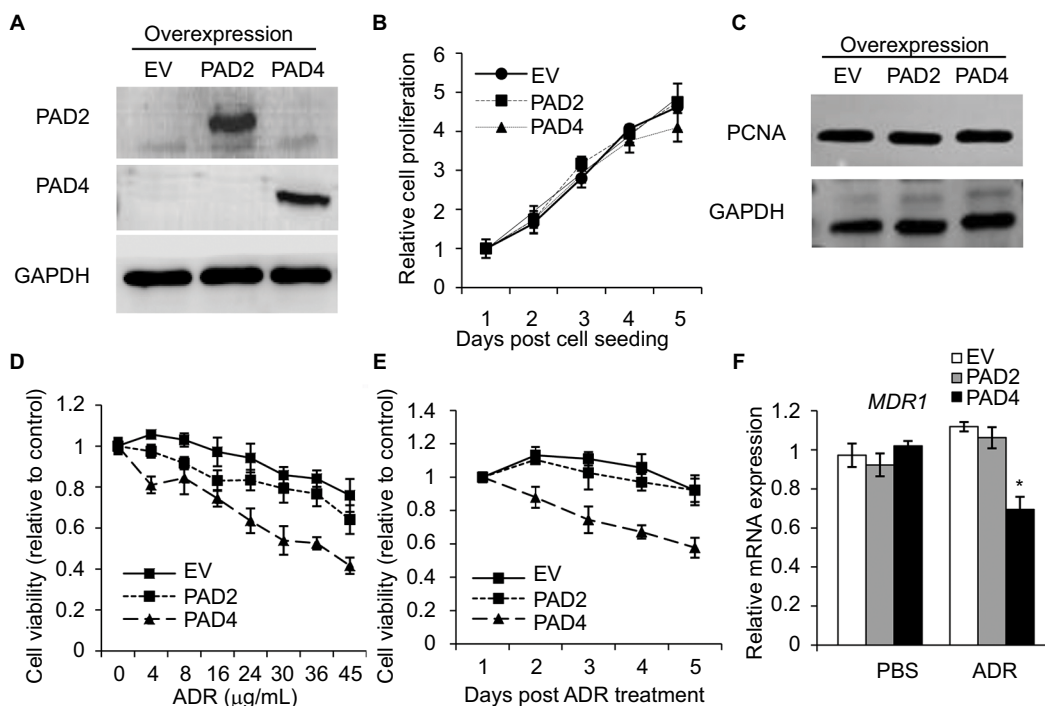 A
Overexpression
EV PAD2 PAD4
PAD2
PAD4
GAPDH
B
6
5
4
3
2
1
0
Relative cell proliferation
EV
PAD2
PAD4
1 2 3 4 5
Days post cell seeding
C
Overexpression
EV PAD2 PAD4
PCNA
GAPDH
D
1.2
1
0.8
0.6
0.4
0.2
0
Cell viability (relative to control)
EV
PAD2
PAD4
0 4 8 16 24 30 36 45
ADR (μg/mL)
E
1.4
1.2
1
0.8
0.6
0.4
0.2
0
Cell viability (relative to control)
EV
PAD2
PAD4
1 2 3 4 5
Days post ADR treatment
F
EV
PAD2
PAD4
MDR1
1.2
1
0.8
0.6
0.4
0.2
0
Relative mRNA expression
*
PBS ADR